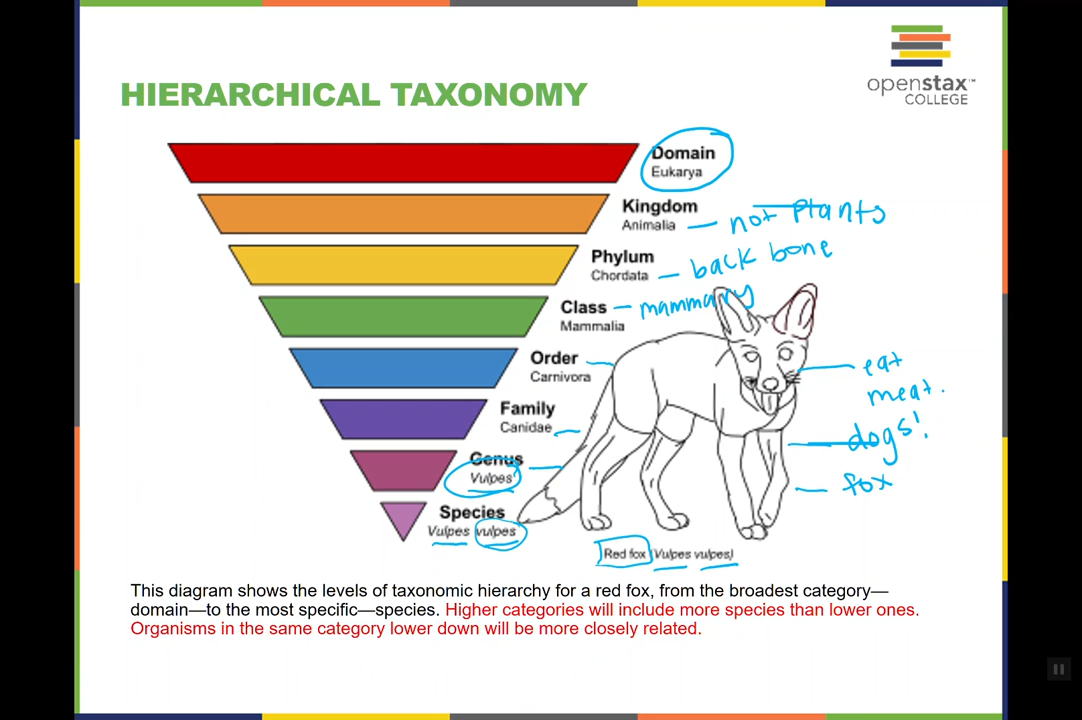 openstax™
COLLEGE
HIERARCHICAL TAXONOMY
Domain
Eukarya
Kingdom
Animalia
not plants
Phylum
Chordata
back bone
Class
Mammalia
mammary
Order
Carnivora
eat
meat.
Family
Canidae
dogs!
Genus
Vulpes
fox
Species
Vulpes vulpes
Red fox (Vulpes vulpes)
This diagram shows the levels of taxonomic hierarchy for a red fox, from the broadest category—
domain—to the most specific—species. Higher categories will include more species than lower ones.
Organisms in the same category lower down will be more closely related.